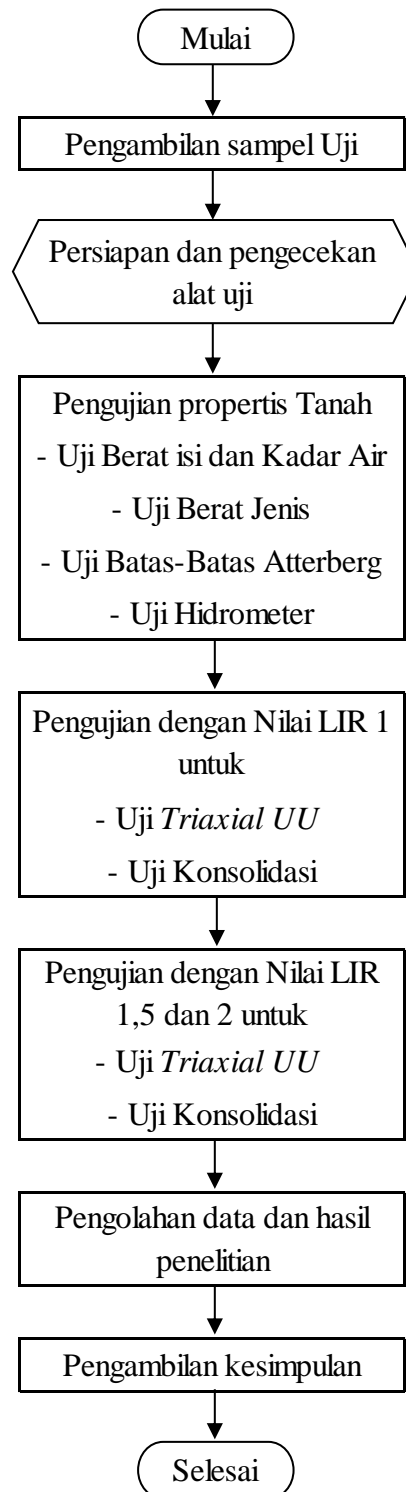 Mulai
Pengambilan sampel Uji
Persiapan dan pengecekan
alat uji
Pengujian propertis Tanah
- Uji Berat isi dan Kadar Air
- Uji Berat Jenis
- Uji Batas-Batas Atterberg
- Uji Hidrometer
Pengujian dengan Nilai LIR 1
untuk
- Uji Triaxial UU
- Uji Konsolidasi
Pengujian dengan Nilai LIR
1,5 dan 2 untuk
- Uji Triaxial UU
- Uji Konsolidasi
Pengolahan data dan hasil
penelitian
Pengambilan kesimpulan
Selesai